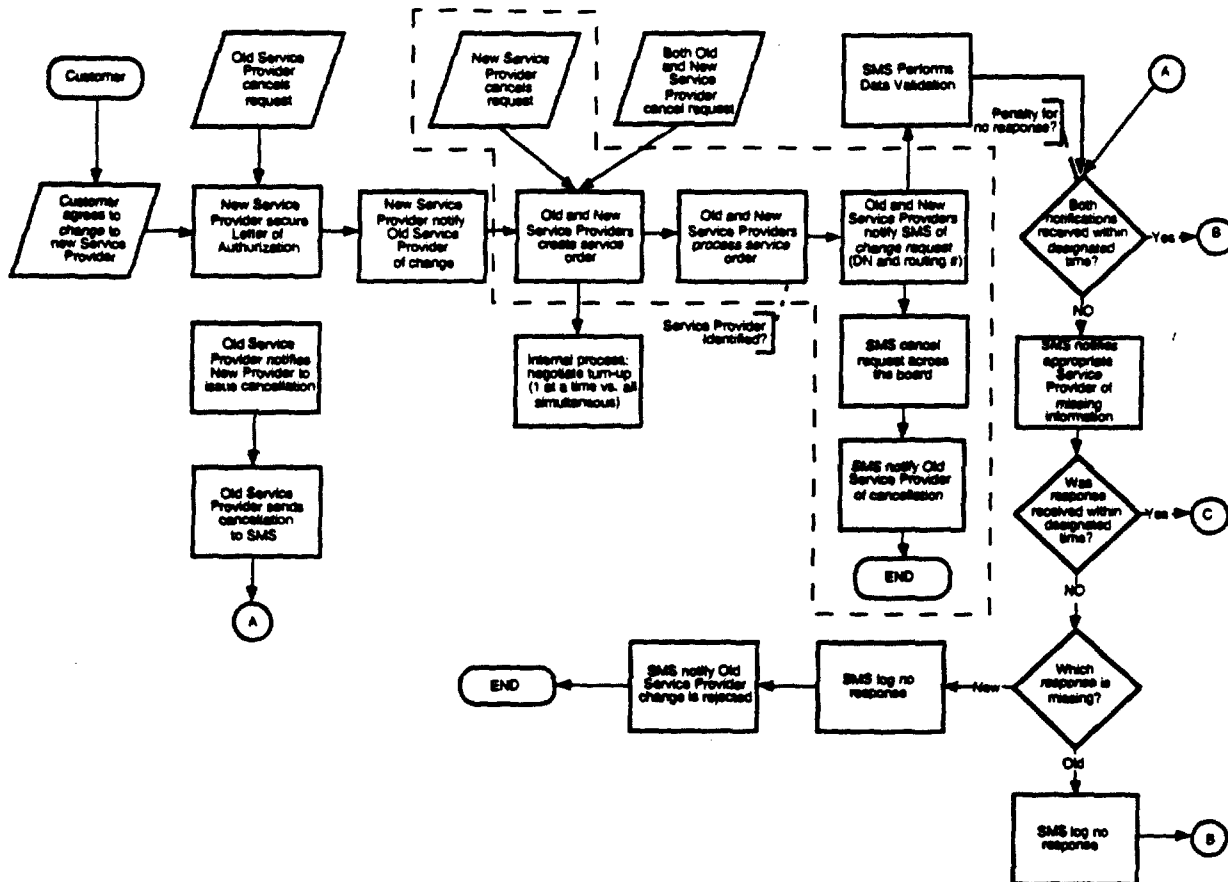 Customer
Old Service
Provider
cancels
request
New Service
Provider
cancels
request
Both Old
and New
Service
Provider
cancel request
SMS Performs
Data Validation
A
Penalty for
no response?
Customer
agrees to
change to
new Service
Provider
New Service
Provider secure
Letter of
Authurization
New Service
Provider notify
Old Service
Provider
of change
Old and New
Service Providers
create service
order
Old and New
Service Providers
process service
order
Old and New
Service Providers
notify SMS of
change request
(DN and routing #)
Both
notifications
received within
designated
time?
Yes
B
NO
Service Provider
Identified?
Old Service
Provider notifies
New Provider to
issue cancellation
Internal process:
negotiate turn-up
(1 at a time vs. all
simultaneous)
SMS cancel
request across
the board
SMS notifies
appropriate
Service
Provider of
missing
information
Old Service
Provider sends
cancellation
to SMS
SMS notify Old
Service Provider
of cancellation
Was
response
received within
designated
time?
Yes
C
END
NO
A
END
SMS notify Old
Service Provider
change is rejected
SMS log no
response
New
Which
response is
missing?
Old
SMS log no
response
B